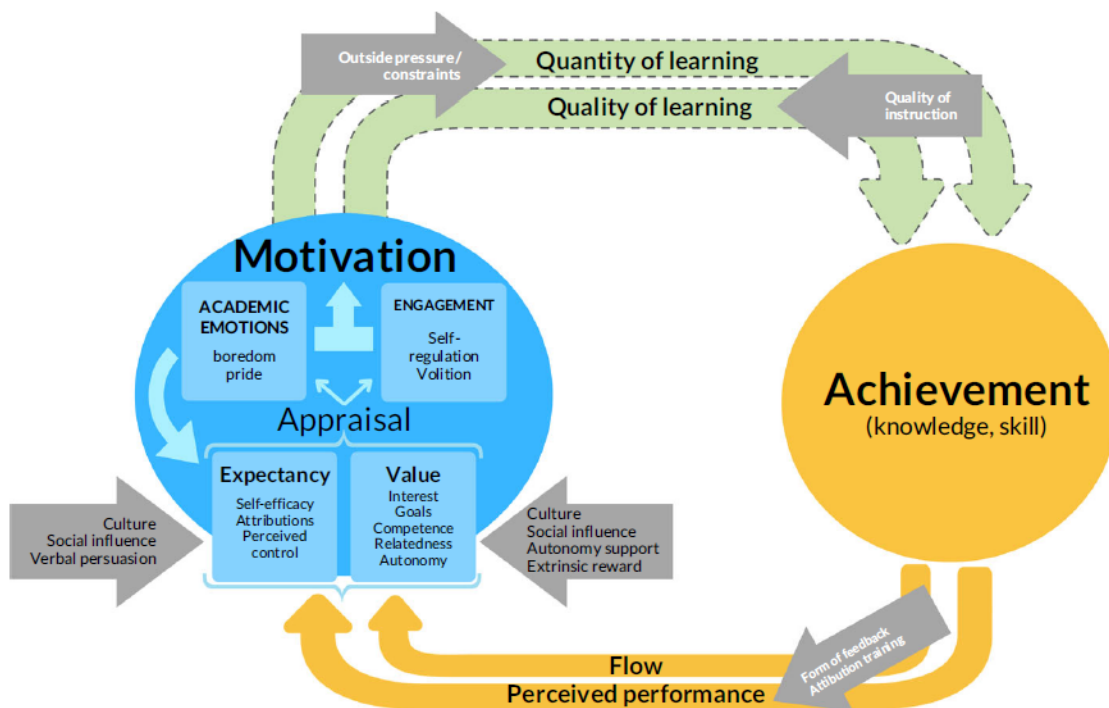 Outside pressure/
constraints
Quantity of learning
Quality of learning
Quality of
instruction
Motivation
ACADEMIC
EMOTIONS
boredom
pride
ENGAGEMENT
Self-
regulation
Volition
Appraisal
Expectancy
Self-efficacy
Attributions
Perceived
control
Value
Interest
Goals
Competence
Relatedness
Autonomy
Culture
Social influence
Verbal persuasion
Culture
Social influence
Autonomy support
Extrinsic reward
Achievement
(knowledge, skill)
Form of feedback
Attibution training
Flow
Perceived performance